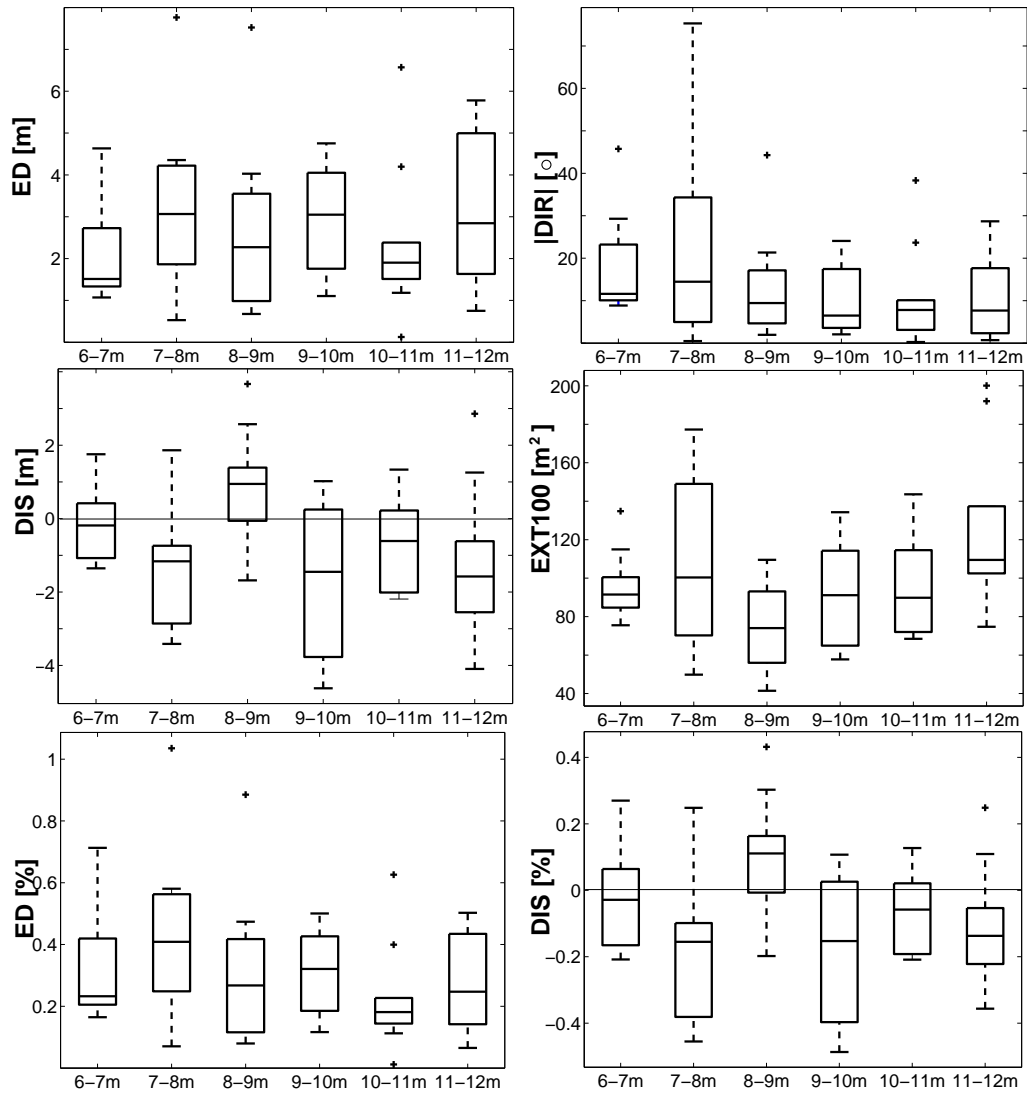 ED [m]
6
4
2
6−7m 7−8m 8−9m 9−10m 10−11m 11−12m
|DIR| [○]
60
40
20
6−7m 7−8m 8−9m 9−10m 10−11m 11−12m
DIS [m]
2
0
−2
−4
6−7m 7−8m 8−9m 9−10m 10−11m 11−12m
EXT100 [m²]
200
160
120
80
40
6−7m 7−8m 8−9m 9−10m 10−11m 11−12m
ED [%]
1
0.8
0.6
0.4
0.2
6−7m 7−8m 8−9m 9−10m 10−11m 11−12m
DIS [%]
0.4
0.2
0
−0.2
−0.4
6−7m 7−8m 8−9m 9−10m 10−11m 11−12m